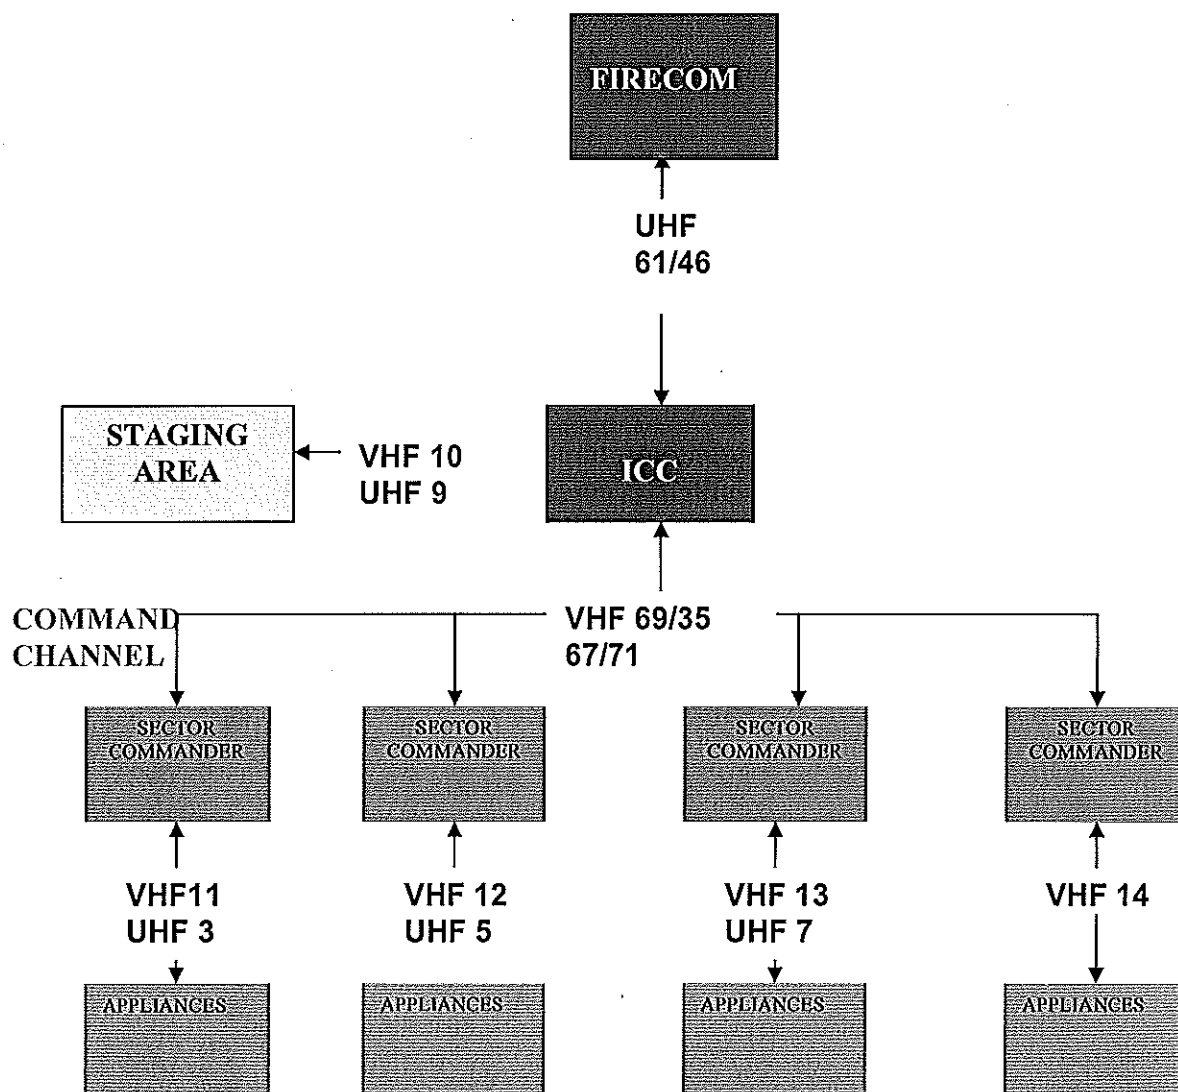 FIRECOM
UHF
61/46
STAGING
AREA
VHF 10
UHF 9
ICC
COMMAND
CHANNEL
VHF 69/35
67/71
SECTOR
COMMANDER
SECTOR
COMMANDER
SECTOR
COMMANDER
SECTOR
COMMANDER
VHF11
UHF 3
VHF 12
UHF 5
VHF 13
UHF 7
VHF 14
APPLIANCES
APPLIANCES
APPLIANCES
APPLIANCES